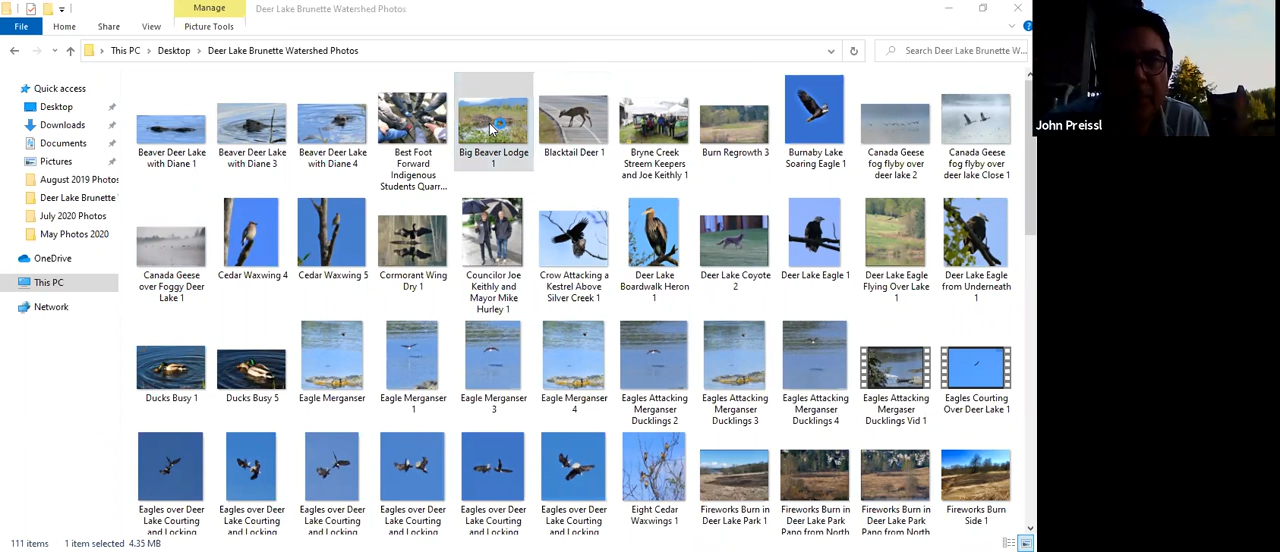 Manage
Deer Lake Brunette Watershed Photos
File
Home
Share
View
Picture Tools
This PC
Desktop
Deer Lake Brunette Watershed Photos
Search Deer Lake Brunette W...
Quick access
Desktop
Downloads
Documents
Pictures
August 2019 Photos
Deer Lake Brunette
July 2020 Photos
May Photos 2020
OneDrive
This PC
Network
Beaver Deer Lake
with Diane 1
Beaver Deer Lake
with Diane 3
Beaver Deer Lake
with Diane 4
Best Foot
Forward
Indigenous
Students Quarr...
Big Beaver Lodge
1
Blacktail Deer 1
Bryne Creek
Streem Keepers
and Joe Keithly 1
Burn Regrowth 3
Burnaby Lake
Soaring Eagle 1
Canada Geese
fog flyby over
deer lake 2
Canada Geese
fog flyby over
deer lake Close 1
Canada Geese
over Foggy Deer
Lake 1
Cedar Waxwing 4
Cedar Waxwing 5
Cormorant Wing
Dry 1
Councilor Joe
Keithly and
Mayor Mike
Hurley 1
Crow Attacking a
Kestrel Above
Silver Creek 1
Deer Lake
Boardwalk Heron
1
Deer Lake Coyote
2
Deer Lake Eagle 1
Deer Lake Eagle
Flying Over Lake
1
Deer Lake Eagle
from Underneath
1
Ducks Busy 1
Ducks Busy 5
Eagle Merganser
Eagle Merganser
1
Eagle Merganser
3
Eagle Merganser
4
Eagles Attacking
Merganser
Ducklings 2
Eagles Attacking
Merganser
Ducklings 3
Eagles Attacking
Merganser
Ducklings 4
Eagles Attacking
Mergaser
Ducklings Vid 1
Eagles Courting
Over Deer Lake 1
Eagles over Deer
Lake Courting
and Locking
Eagles over Deer
Lake Courting
and Locking
Eagles over Deer
Lake Courting
and Locking
Eagles over Deer
Lake Courting
and Locking
Eagles over Deer
Lake Courting
and Locking
Eagles over Deer
Lake Courting
and Locking
Eight Cedar
Waxwings 1
Fireworks Burn in
Deer Lake Park 1
Fireworks Burn in
Deer Lake Park
Pano from North
Fireworks Burn in
Deer Lake Park
Pano from North
Fireworks Burn
Side 1
111 items
1 item selected 4.35 MB
John Preissl